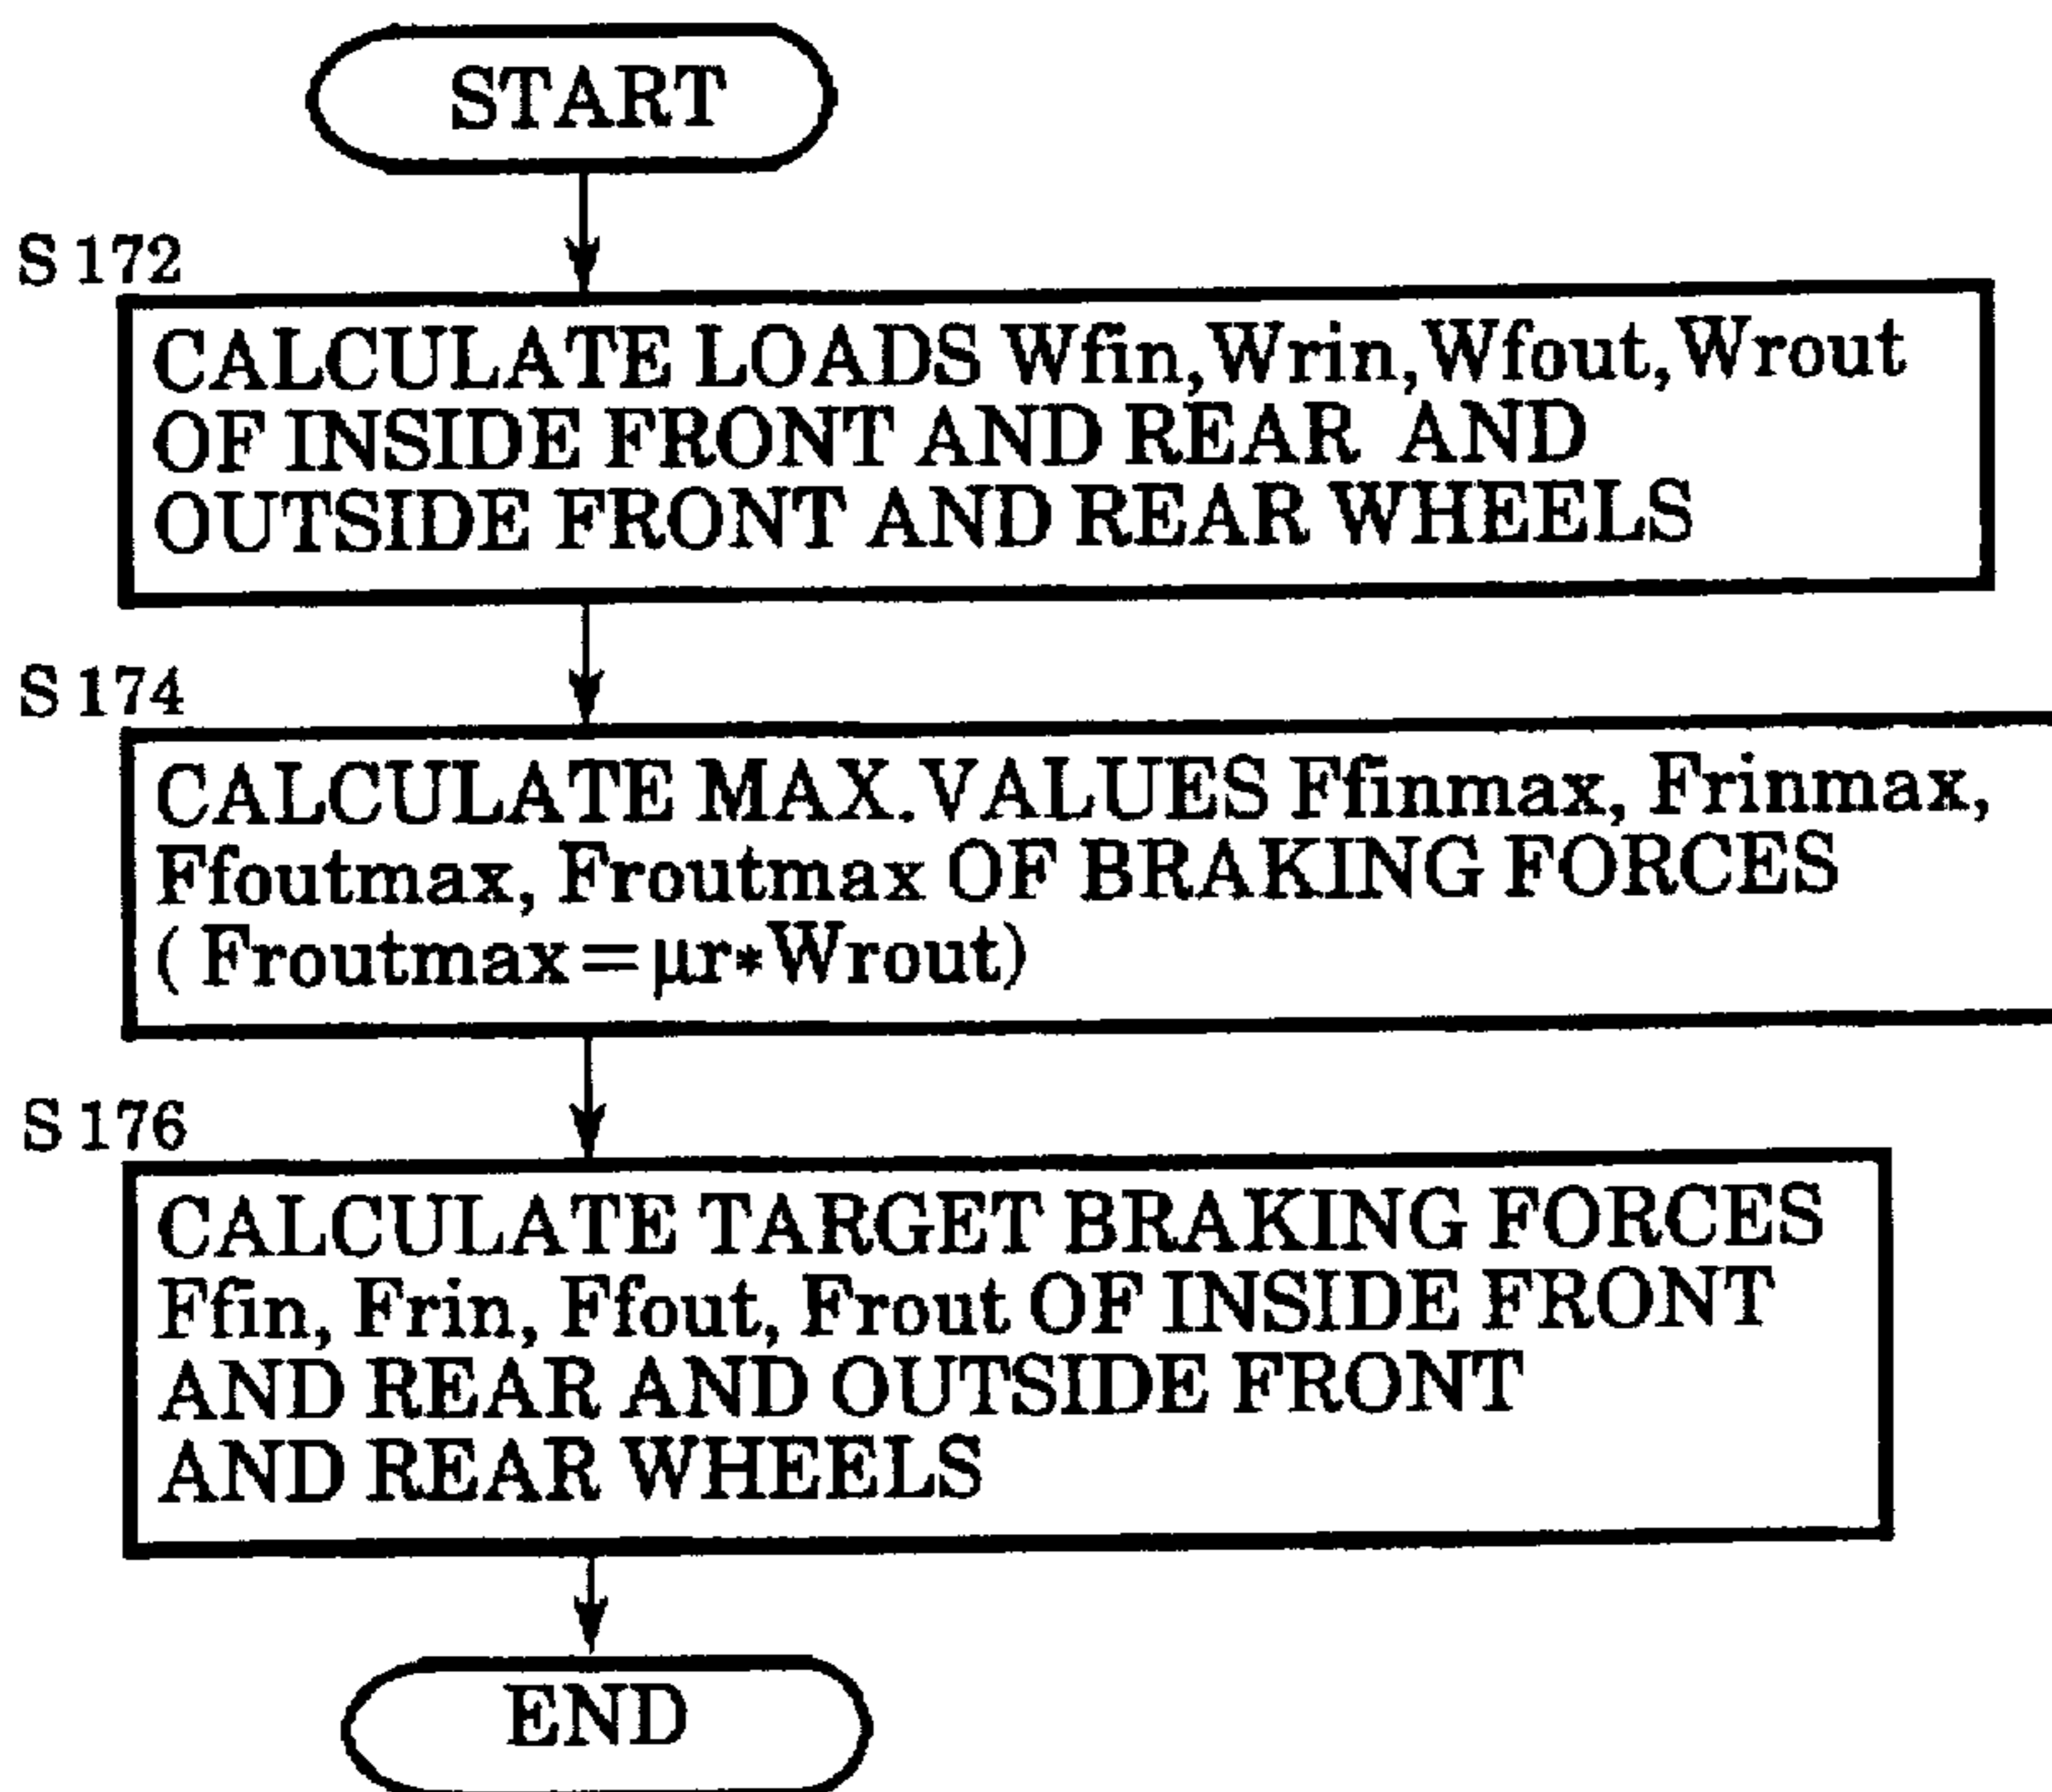 START
S 172
CALCULATE LOADS Wfin, Wrin, Wfout, Wrout
OF INSIDE FRONT AND REAR AND
OUTSIDE FRONT AND REAR WHEELS
S 174
CALCULATE MAX. VALUES Ffinmax, Frinmax,
Ffoutmax, Froutmax OF BRAKING FORCES
( Froutmax=μr*Wrout)
S 176
CALCULATE TARGET BRAKING FORCES
Ffin, Frin, Ffout, Frout OF INSIDE FRONT
AND REAR AND OUTSIDE FRONT
AND REAR WHEELS
END